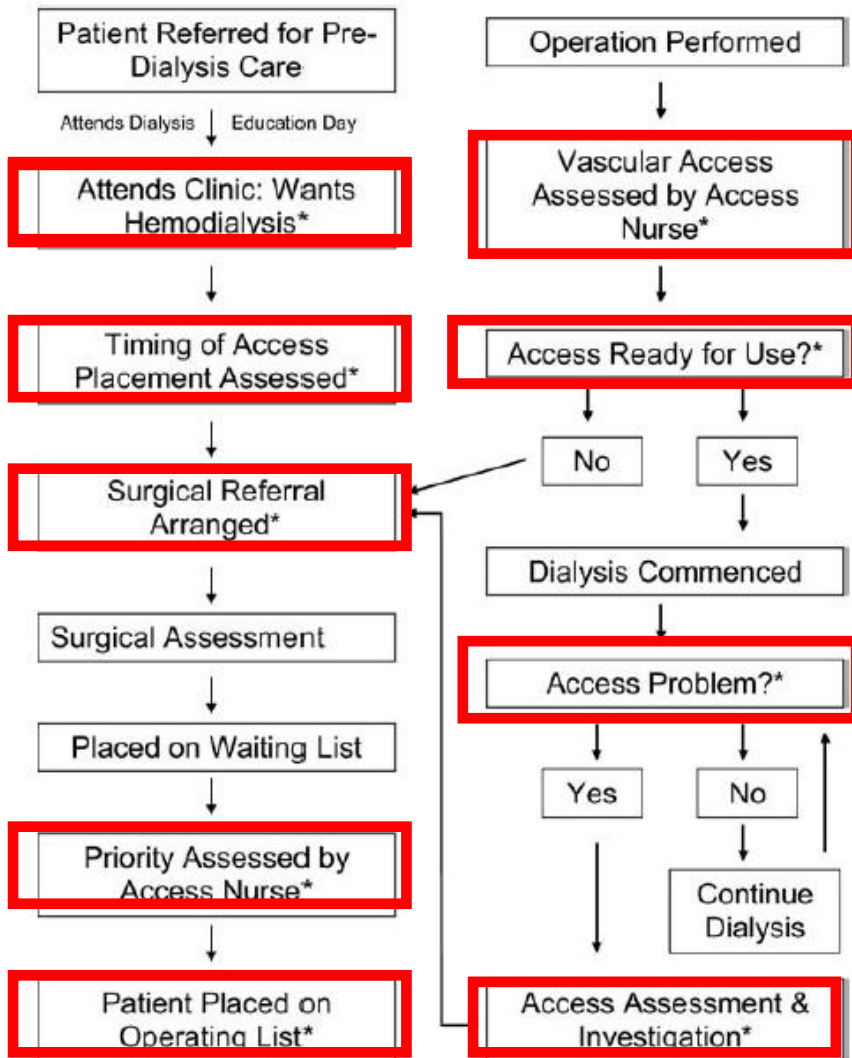 Patient Referred for Pre-
Dialysis Care
Attends Dialysis Education Day
Attends Clinic: Wants
Hemodialysis*
Timing of Access
Placement Assessed*
Surgical Referral
Arranged*
Surgical Assessment
Placed on Waiting List
Priority Assessed by
Access Nurse*
Patient Placed on
Operating List*
Operation Performed
Vascular Access
Assessed by Access
Nurse*
Access Ready for Use?*
No
Yes
Dialysis Commenced
Access Problem?*
Yes
No
Continue
Dialysis
Access Assessment &
Investigation*